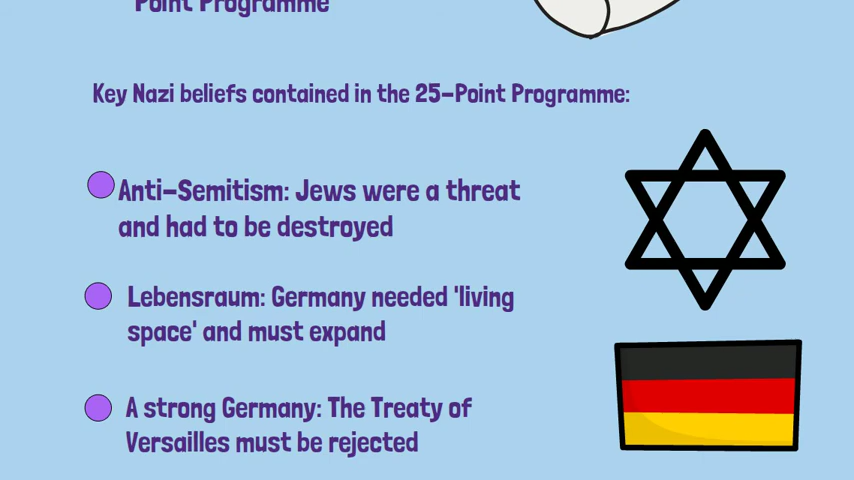 Point Programme
Key Nazi beliefs contained in the 25-Point Programme:
Anti-Semitism: Jews were a threat
and had to be destroyed
Lebensraum: Germany needed 'living
space' and must expand
A strong Germany: The Treaty of
Versailles must be rejected